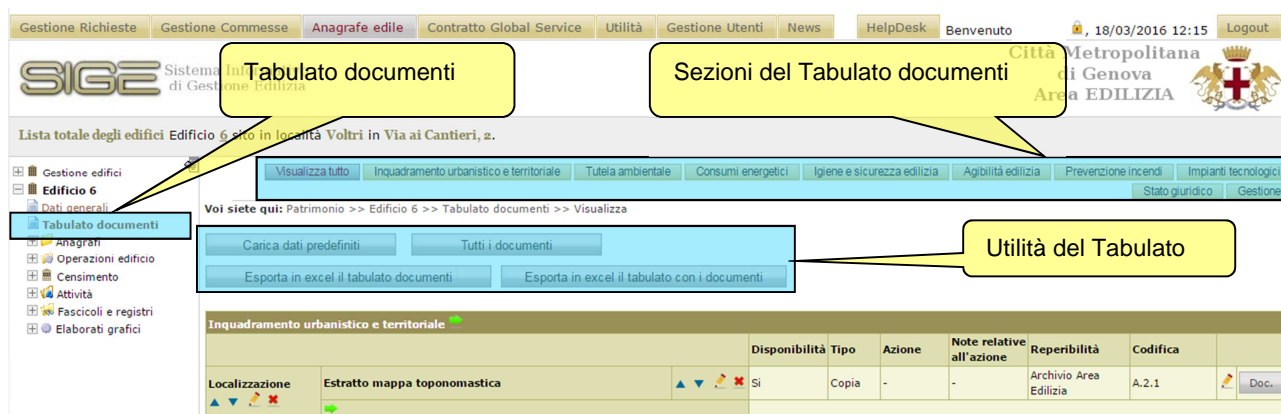 Gestione Richieste Gestione Commesse Anagrafe edile Contratto Global Service Utilità Gestione Utenti News HelpDesk Benvenuto , 18/03/2016 12:15 Logout
SIGE
Tabulato documenti
Sezioni del Tabulato documenti
Città Metropolitana
di Genova
Area EDILIZIA
Lista totale degli edifici Edificio 6 sito in località Voltri in Via ai Cantieri, 2.
Gestione edifici
Edificio 6
Dati generali
Tabulato documenti
Anagrafi
Operazioni edificio
Censimento
Attività
Fascicoli e registri
Elaborati grafici
Visualizza tutto Inquadramento urbanistico e territoriale Tutela ambientale Consumi energetici Igiene e sicurezza edilizia Agibilità edilizia Prevenzione incendi Impianti tecnologici
Stato giuridico Gestione
Voi siete qui: Patrimonio >> Edificio 6 >> Tabulato documenti >> Visualizza
Carica dati predefiniti Tutti i documenti
Esporta in excel il tabulato documenti Esporta in excel il tabulato con i documenti
Utilità del Tabulato
Inquadramento urbanistico e territoriale
Disponibilità Tipo Azione Note relative all'azione Reperibilità Codifica
Localizzazione Estratto mappa toponomastica Si Copia - - Archivio Area Edilizia A.2.1 Doc.